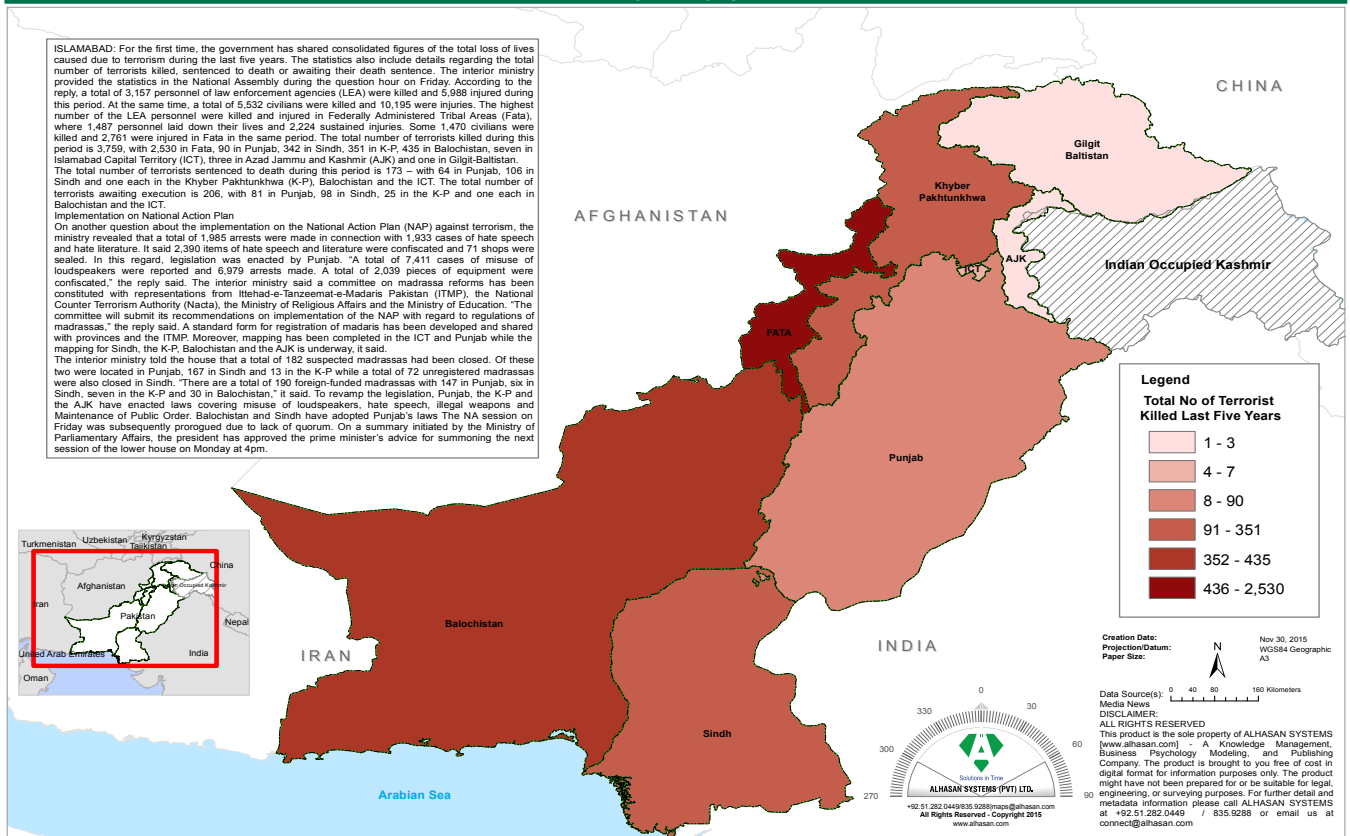 ISLAMABAD: For the first time, the government has shared consolidated figures of the total loss of lives
caused due to terrorism during the last five years. The statistics also include details regarding the total
number of terrorists killed, sentenced to death or awaiting their death sentence. The interior ministry
provided the statistics in the National Assembly during the question hour on Friday. According to the
reply, a total of 3,157 personnel of law enforcement agencies (LEA) were killed and 5,988 injured during
this period. At the same time, a total of 5,532 civilians were killed and 10,195 were injuries. The highest
number of the LEA personnel were killed and injured in Federally Administered Tribal Areas (Fata),
where 1,487 personnel laid down their lives and 2,224 sustained injuries. Some 1,470 civilians were
killed and 2,761 were injured in Fata in the same period. The total number of terrorists killed during this
period is 3,759, with 2,530 in Fata, 90 in Punjab, 342 in Sindh, 351 in K-P, 435 in Balochistan, seven in
Islamabad Capital Territory (ICT), three in Azad Jammu and Kashmir (AJK) and one in Gilgit-Baltistan.
The total number of terrorists sentenced to death during this period is 173 – with 64 in Punjab, 106 in
Sindh and one each in the Khyber Pakhtunkhwa (K-P), Balochistan and the ICT. The total number of
terrorists awaiting execution is 206, with 81 in Punjab, 98 in Sindh, 25 in the K-P and one each in
Balochistan and the ICT.
Implementation on National Action Plan
On another question about the implementation on the National Action Plan (NAP) against terrorism, the
ministry revealed that a total of 1,985 arrests were made in connection with 1,933 cases of hate speech
and hate literature. It said 2,390 items of hate speech and literature were confiscated and 71 shops were
sealed. In this regard, legislation was enacted by Punjab. "A total of 7,411 cases of misuse of
loudspeakers were reported and 6,979 arrests made. A total of 2,039 pieces of equipment were
confiscated," the reply said. The interior ministry said a committee on madrassa reforms has been
constituted with representations from Ittehad-e-Tanzeemat-e-Madaris Pakistan (ITMP), the National
Counter Terrorism Authority (Nacta), the Ministry of Religious Affairs and the Ministry of Education. "The
committee will submit its recommendations on implementation of the NAP with regard to regulations of
madrassas," the reply said. A standard form for registration of madaris has been developed and shared
with provinces and the ITMP. Moreover, mapping has been completed in the ICT and Punjab while the
mapping for Sindh, the K-P, Balochistan and the AJK is underway, it said.
The interior ministry told the house that a total of 182 suspected madrassas had been closed. Of these
two were located in Punjab, 167 in Sindh and 13 in the K-P while a total of 72 unregistered madrassas
were also closed in Sindh. "There are a total of 190 foreign-funded madrassas with 147 in Punjab, six in
Sindh, seven in the K-P and 30 in Balochistan," it said. To revamp the legislation, Punjab, the K-P and
the AJK have enacted laws covering misuse of loudspeakers, hate speech, illegal weapons and
Maintenance of Public Order. Balochistan and Sindh have adopted Punjab's laws The NA session on
Friday was subsequently prorogued due to lack of quorum. On a summary initiated by the Ministry of
Parliamentary Affairs, the president has approved the prime minister's advice for summoning the next
session of the lower house on Monday at 4pm.
CHINA
Gilgit
Baltistan
Khyber
Pakhtunkhwa
AFGHANISTAN
ICT
AJK
Indian Occupied Kashmir
FATA
Punjab
Balochistan
Sindh
IRAN
INDIA
Arabian Sea
Legend
Total No of Terrorist
Killed Last Five Years
1 - 3
4 - 7
8 - 90
91 - 351
352 - 435
436 - 2,530
Turkmenistan
Uzbekistan
Kyrgyzstan
Tajikistan
China
Afghanistan
Occupied Kashmir
Iran
Pakistan
Nepal
United Arab Emirates
India
Oman
Creation Date: Nov 30, 2015
Projection/Datum: WGS84 Geographic
Paper Size: A3
N
0 40 80 160 Kilometers
Data Source(s):
Media News
DISCLAIMER:
ALL RIGHTS RESERVED
This product is the sole property of ALHASAN SYSTEMS
[www.alhasan.com] - A Knowledge Management,
Business Psychology Modeling, and Publishing
Company. The product is brought to you free of cost in
digital format for information purposes only. The product
might have not been prepared for or be suitable for legal,
engineering, or surveying purposes. For further detail and
metadata information please call ALHASAN SYSTEMS
at +92.51.282.0449 / 835.9288 or email us at
connect@alhasan.com
270
300
330
0
30
60
90
A
Solutions in Time
ALHASAN SYSTEMS (PVT) LTD.
+92.51.282.0449/835.9288|maps@alhasan.com
All Rights Reserved - Copyright 2015
www.alhasan.com